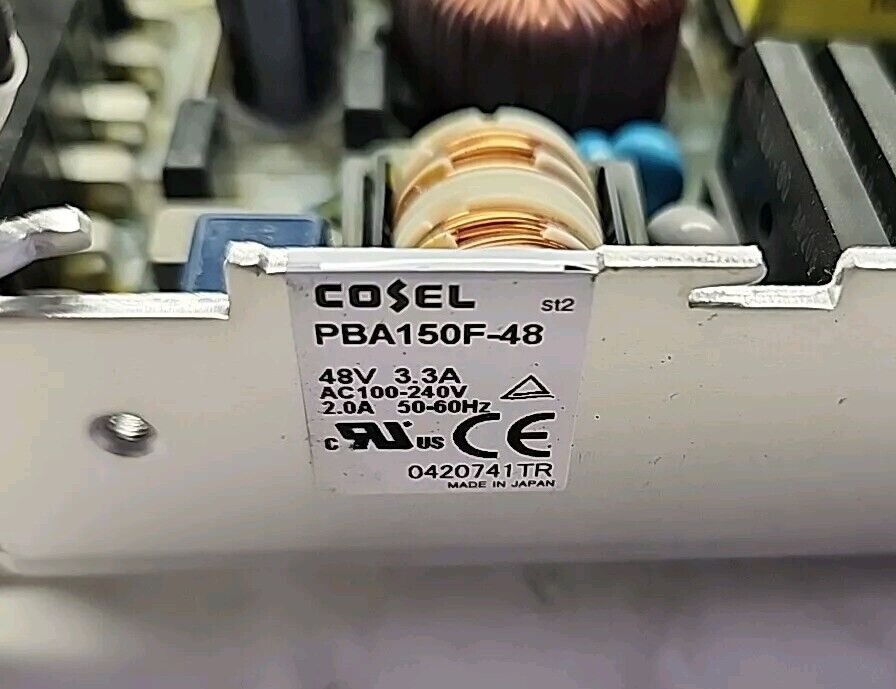 COSEL st2
PBA150F-48
48V 3.3A
AC100-240V
2.0A 50-60Hz
c RU US CE
0420741TR
MADE IN JAPAN